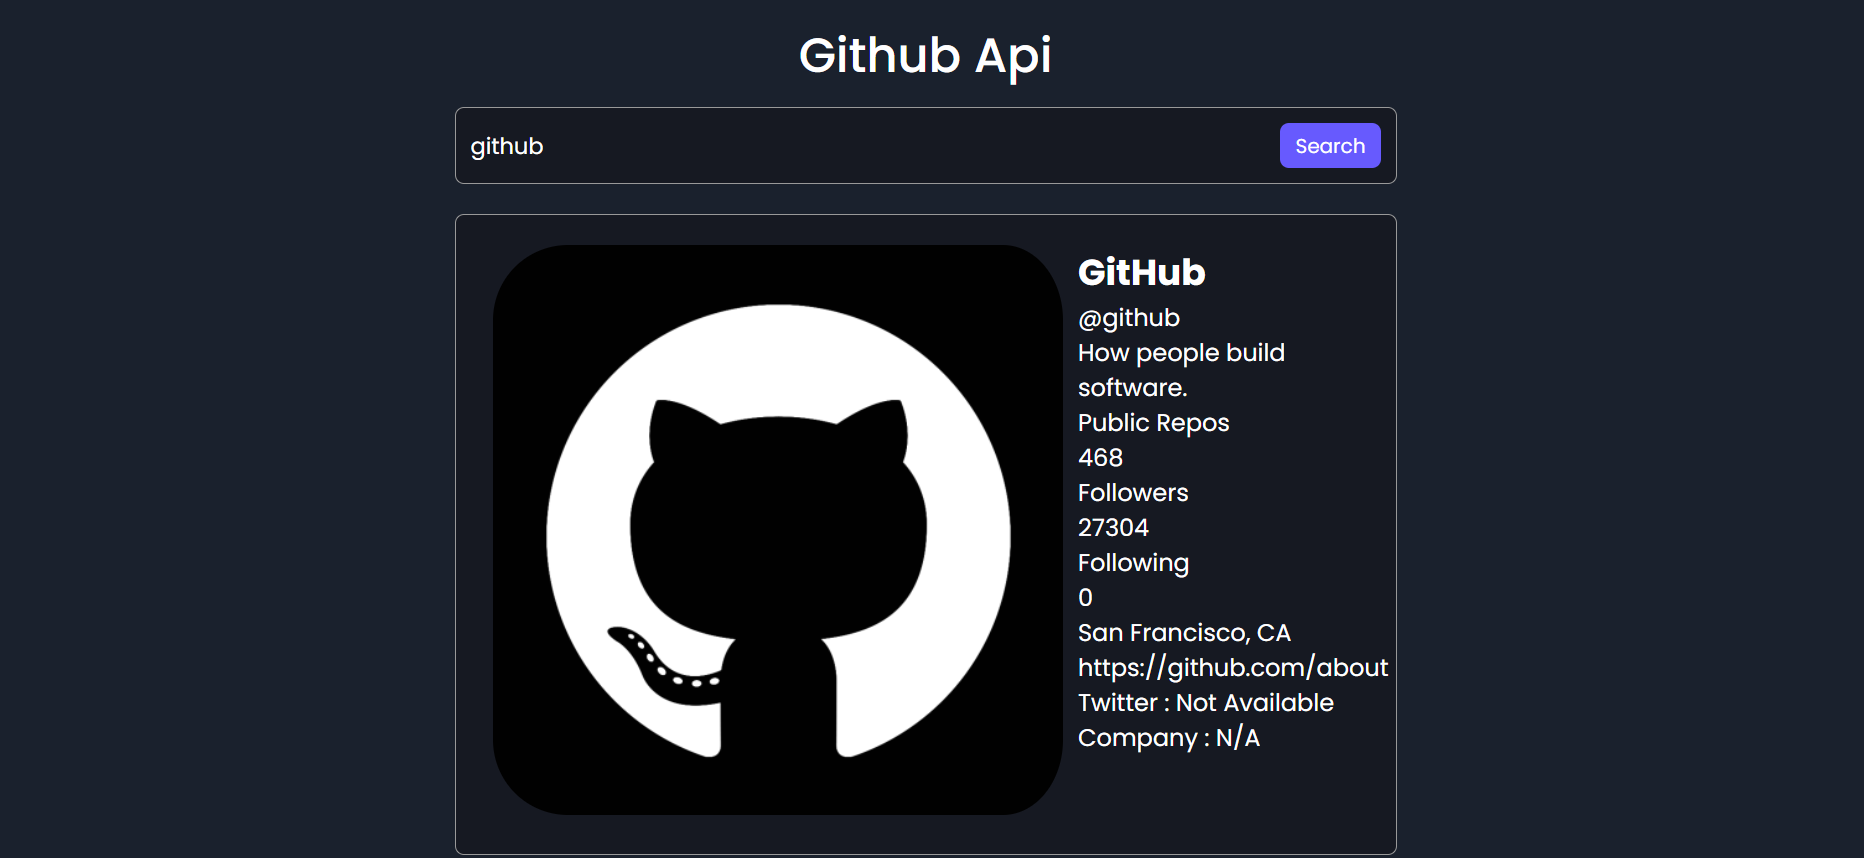 Github Api
github
Search
GitHub
@github
How people build
software.
Public Repos
468
Followers
27304
Following
0
San Francisco, CA
https://github.com/about
Twitter : Not Available
Company : N/A